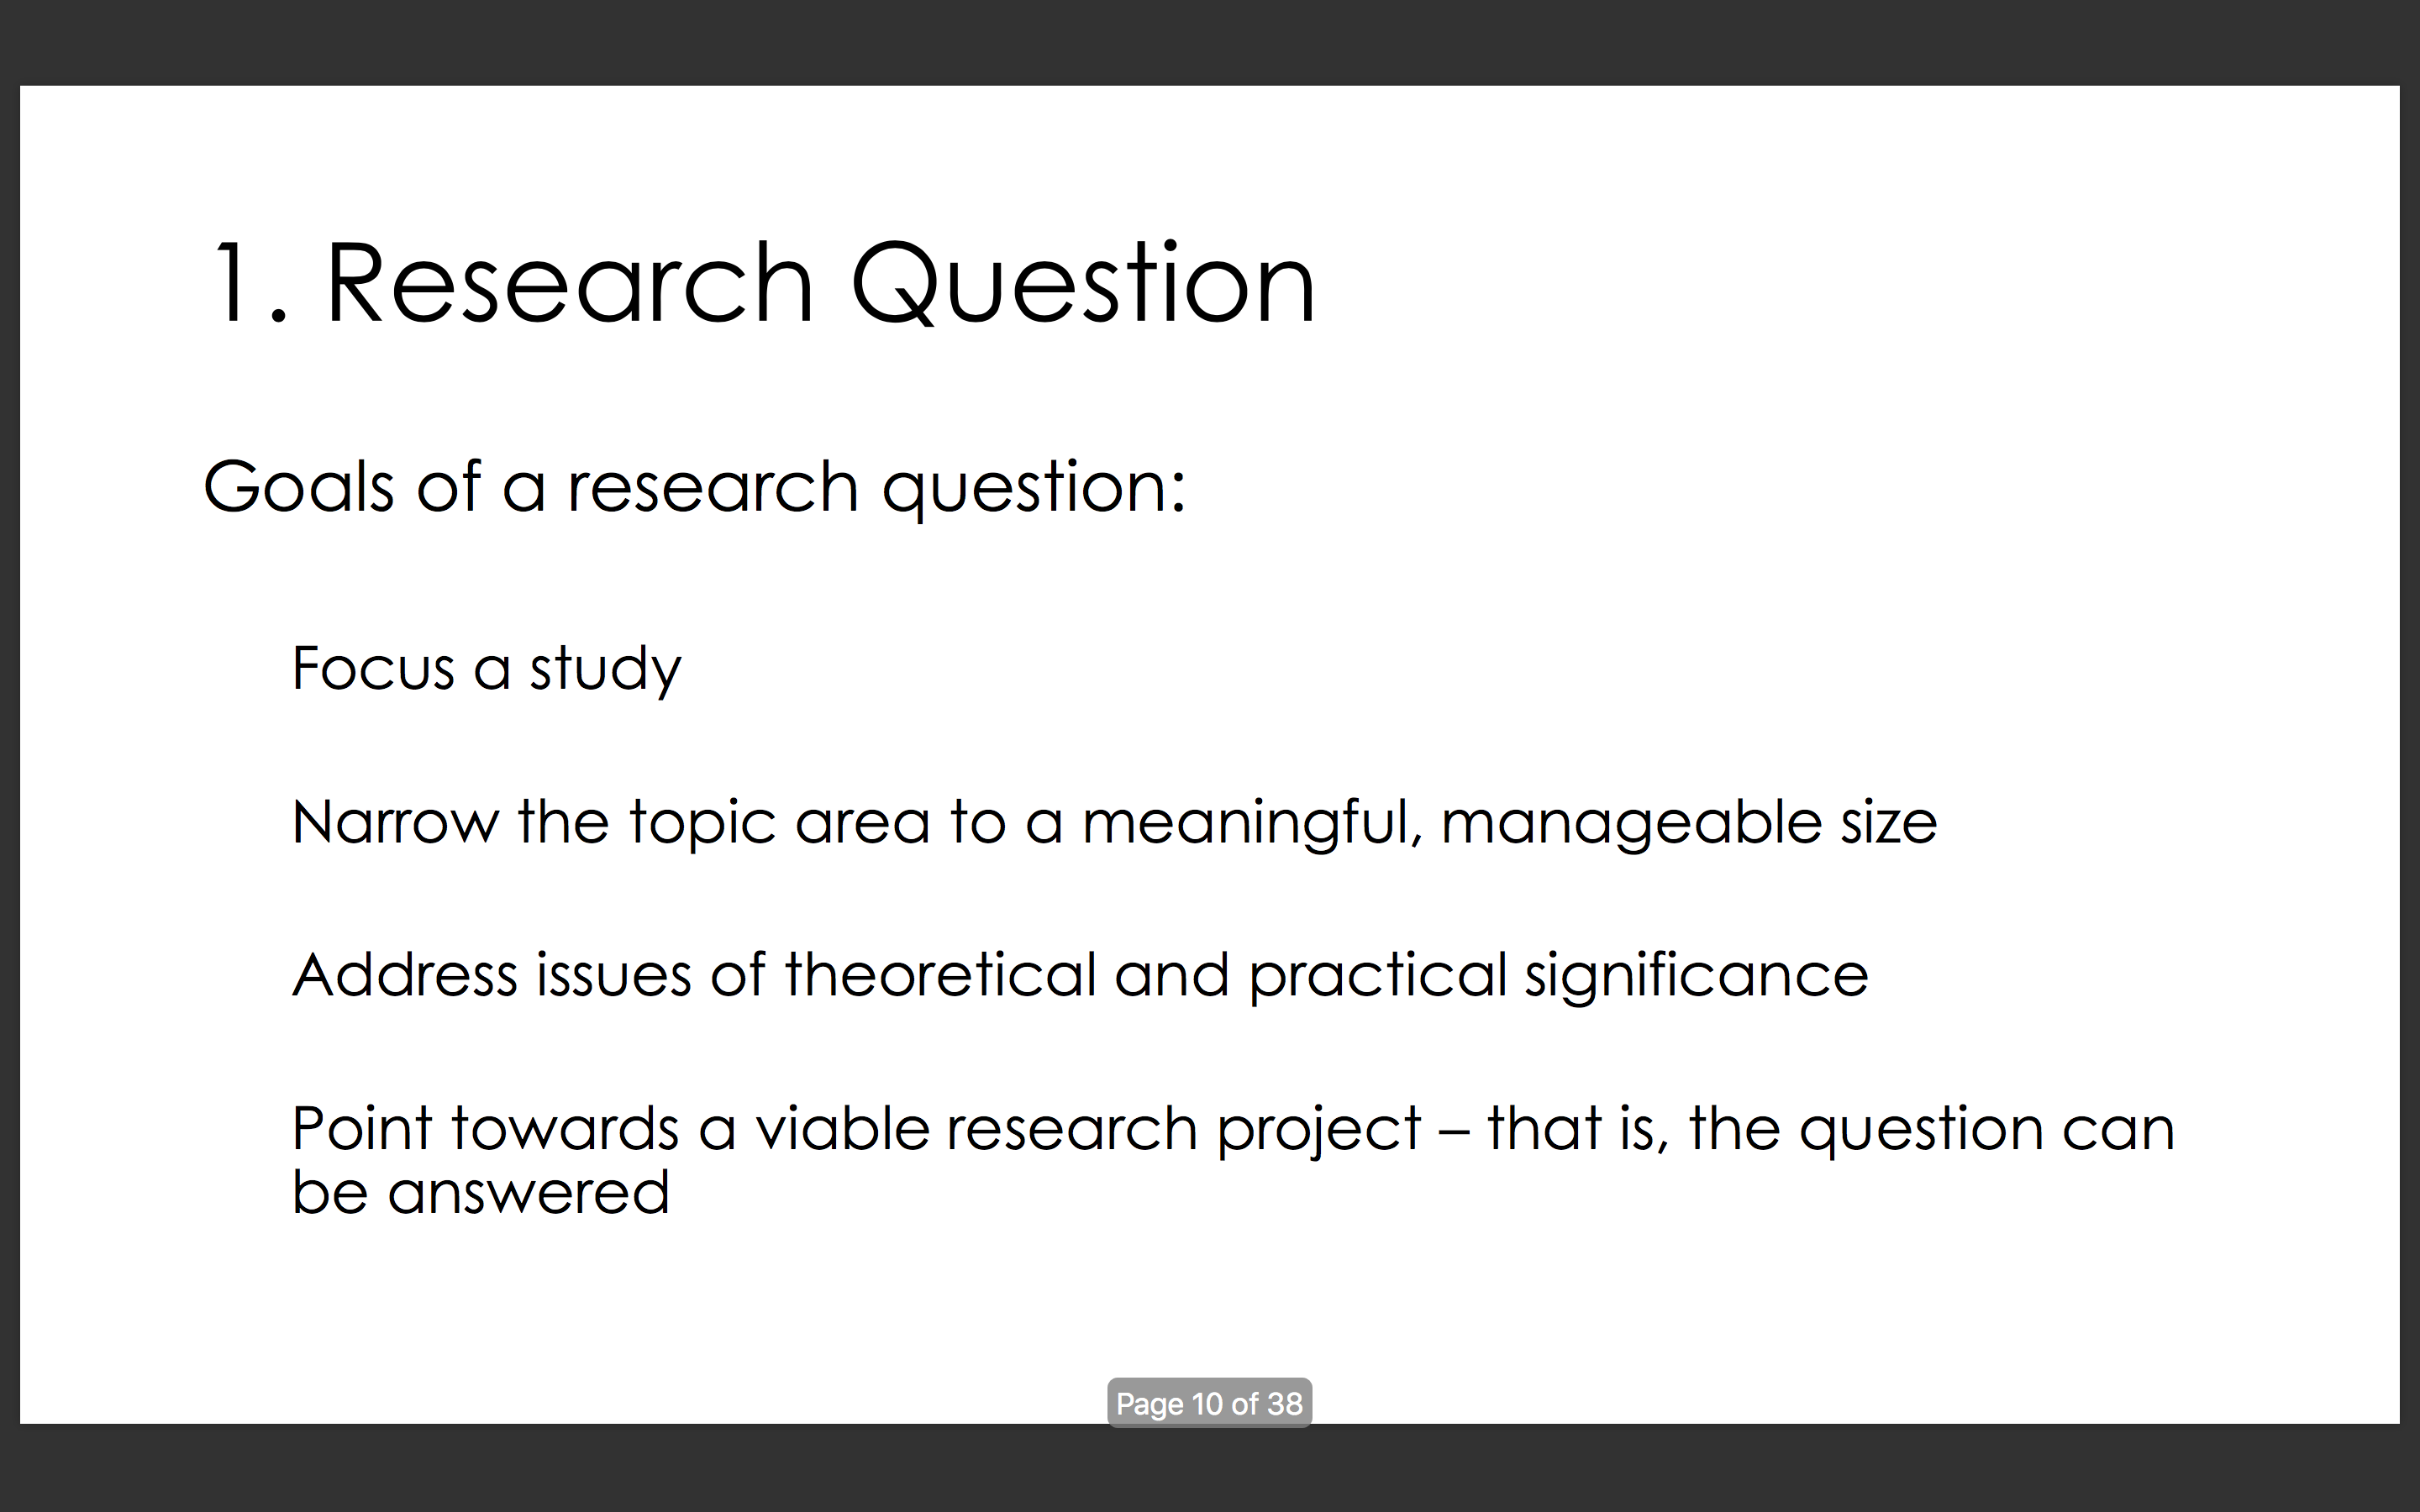 1. Research Question
Goals of a research question:
Focus a study
Narrow the topic area to a meaningful, manageable size
Address issues of theoretical and practical significance
Point towards a viable research project – that is, the question can
be answered
Page 10 of 38